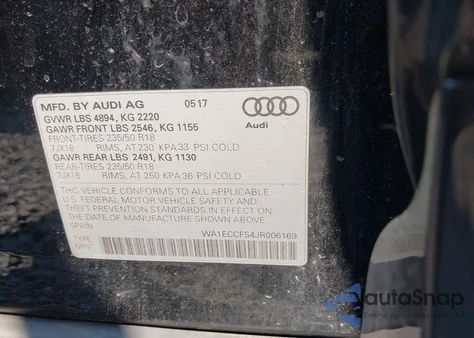 MFD. BY AUDI AG 0517
GVWR LBS 4894, KG 2220
GAWR FRONT LBS 2546, KG 1155
FRONT-TIRES 235/50 R18
7JX18 RIMS, AT 230 KPA 33 PSI COLD
GAWR REAR LBS 2491, KG 1130
REAR-TIRES 235/50 R18
7JX18 RIMS, AT 250 KPA 36 PSI COLD
Audi
THIS VEHICLE CONFORMS TO ALL APPLICABLE
U.S. FEDERAL MOTOR VEHICLE SAFETY AND
THEFT PREVENTION STANDARDS IN EFFECT ON
THE DATE OF MANUFACTURE SHOWN ABOVE.
SPAIN
WA1ECCFS4JR006169
TYPE:
MPV
autoSnap